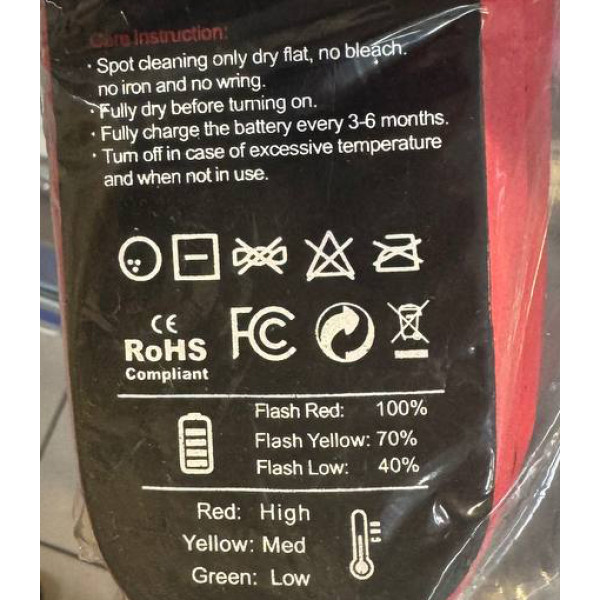 Care Instruction:
· Spot cleaning only dry flat, no bleach.
no iron and no wring.
· Fully dry before turning on.
· Fully charge the battery every 3-6 months.
· Turn off in case of excessive temperature
and when not in use.
CE
RoHS
Compliant
FC
Flash Red: 100%
Flash Yellow: 70%
Flash Low: 40%
Red: High
Yellow: Med
Green: Low